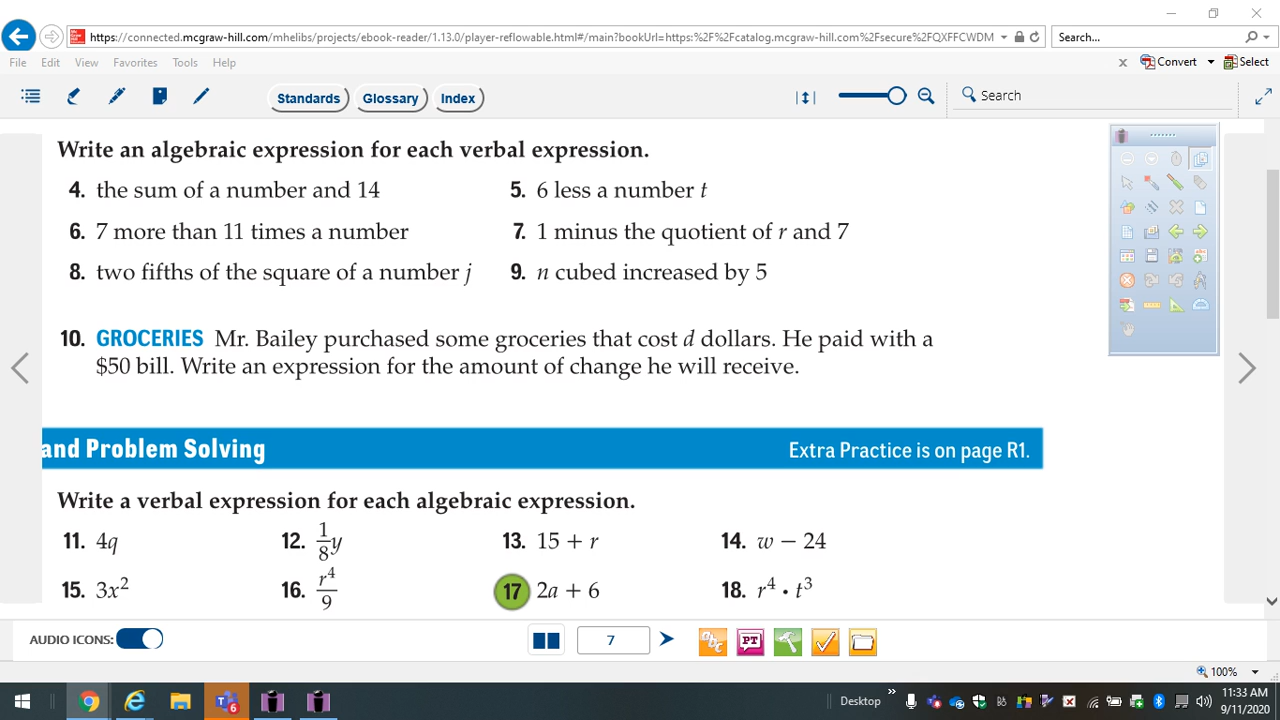 https://connected.mcgraw-hill.com/mhelibs/projects/ebook-reader/1.13.0/player-reflowable.html#/main?bookUrl=https:%2F%2Fcatalog.mcgraw-hill.com%2Fsecure%2FQXFFCWDM
Search...
File Edit View Favorites Tools Help
x Convert Select
Standards Glossary Index Search
Write an algebraic expression for each verbal expression.
4. the sum of a number and 14 5. 6 less a number t
6. 7 more than 11 times a number 7. 1 minus the quotient of r and 7
8. two fifths of the square of a number j 9. n cubed increased by 5
10. GROCERIES Mr. Bailey purchased some groceries that cost d dollars. He paid with a
$50 bill. Write an expression for the amount of change he will receive.
and Problem Solving Extra Practice is on page R1.
Write a verbal expression for each algebraic expression.
11. 4q 12. 1/8 y 13. 15 + r 14. w − 24
15. 3x² 16. r⁴/9 17 2a + 6 18. r⁴ • t³
AUDIO ICONS: 7 abc PT
100%
Desktop 11:33 AM
9/11/2020